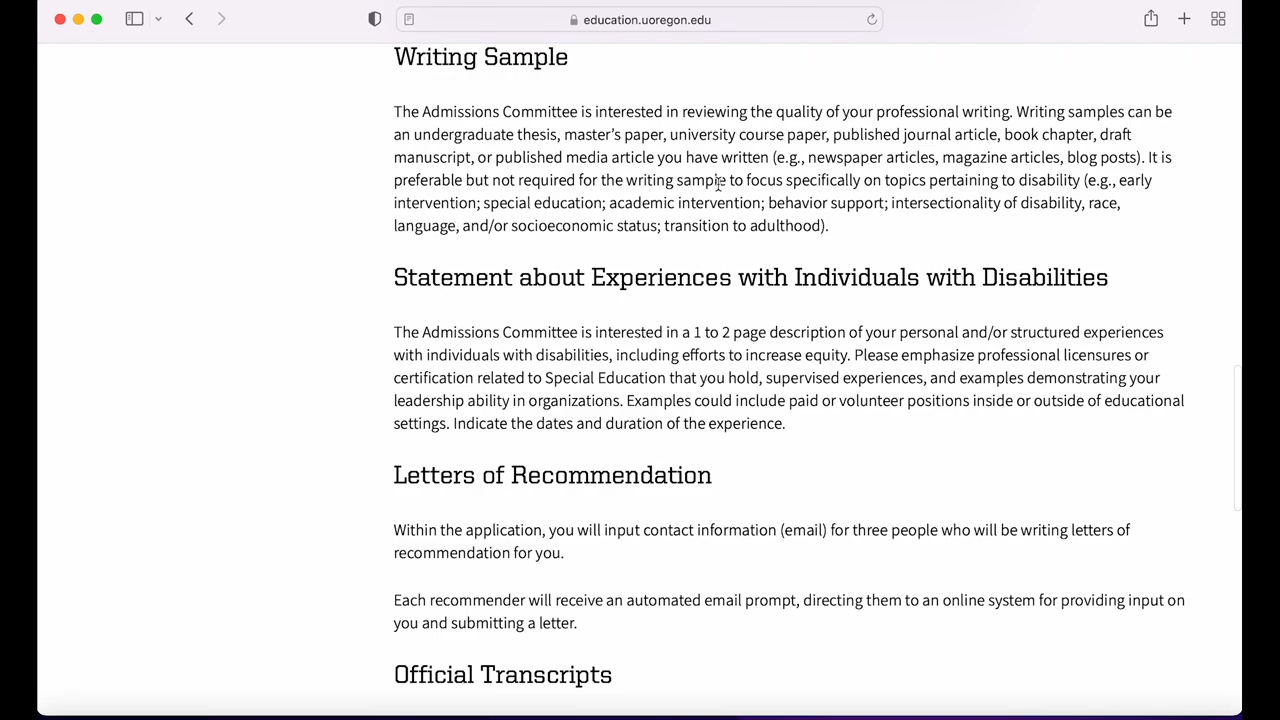 education.uoregon.edu
Writing Sample
The Admissions Committee is interested in reviewing the quality of your professional writing. Writing samples can be
an undergraduate thesis, master’s paper, university course paper, published journal article, book chapter, draft
manuscript, or published media article you have written (e.g., newspaper articles, magazine articles, blog posts). It is
preferable but not required for the writing sample to focus specifically on topics pertaining to disability (e.g., early
intervention; special education; academic intervention; behavior support; intersectionality of disability, race,
language, and/or socioeconomic status; transition to adulthood).
Statement about Experiences with Individuals with Disabilities
The Admissions Committee is interested in a 1 to 2 page description of your personal and/or structured experiences
with individuals with disabilities, including efforts to increase equity. Please emphasize professional licensures or
certification related to Special Education that you hold, supervised experiences, and examples demonstrating your
leadership ability in organizations. Examples could include paid or volunteer positions inside or outside of educational
settings. Indicate the dates and duration of the experience.
Letters of Recommendation
Within the application, you will input contact information (email) for three people who will be writing letters of
recommendation for you.
Each recommender will receive an automated email prompt, directing them to an online system for providing input on
you and submitting a letter.
Official Transcripts